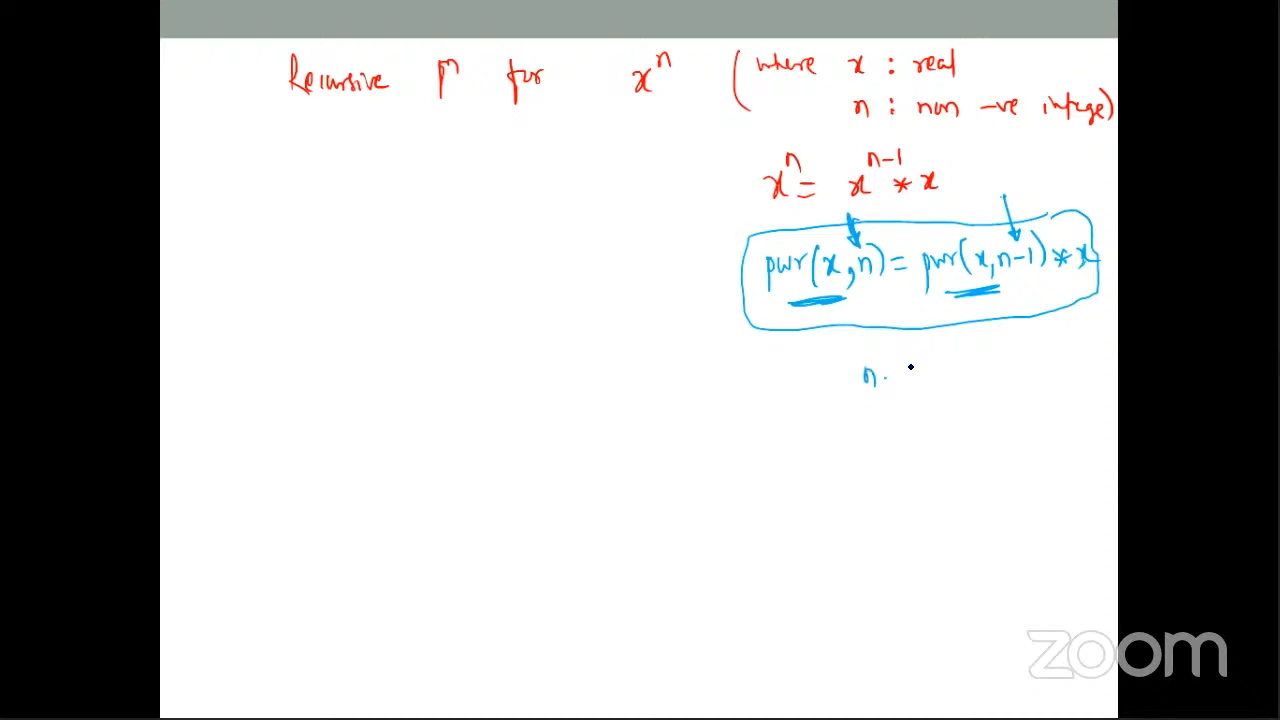 Recursive fn for x^n (where x : real
n : non -ve intege)
x^n = x^n-1 * x
pwr(x,n) = pwr(x,n-1) * x
n.
zoom